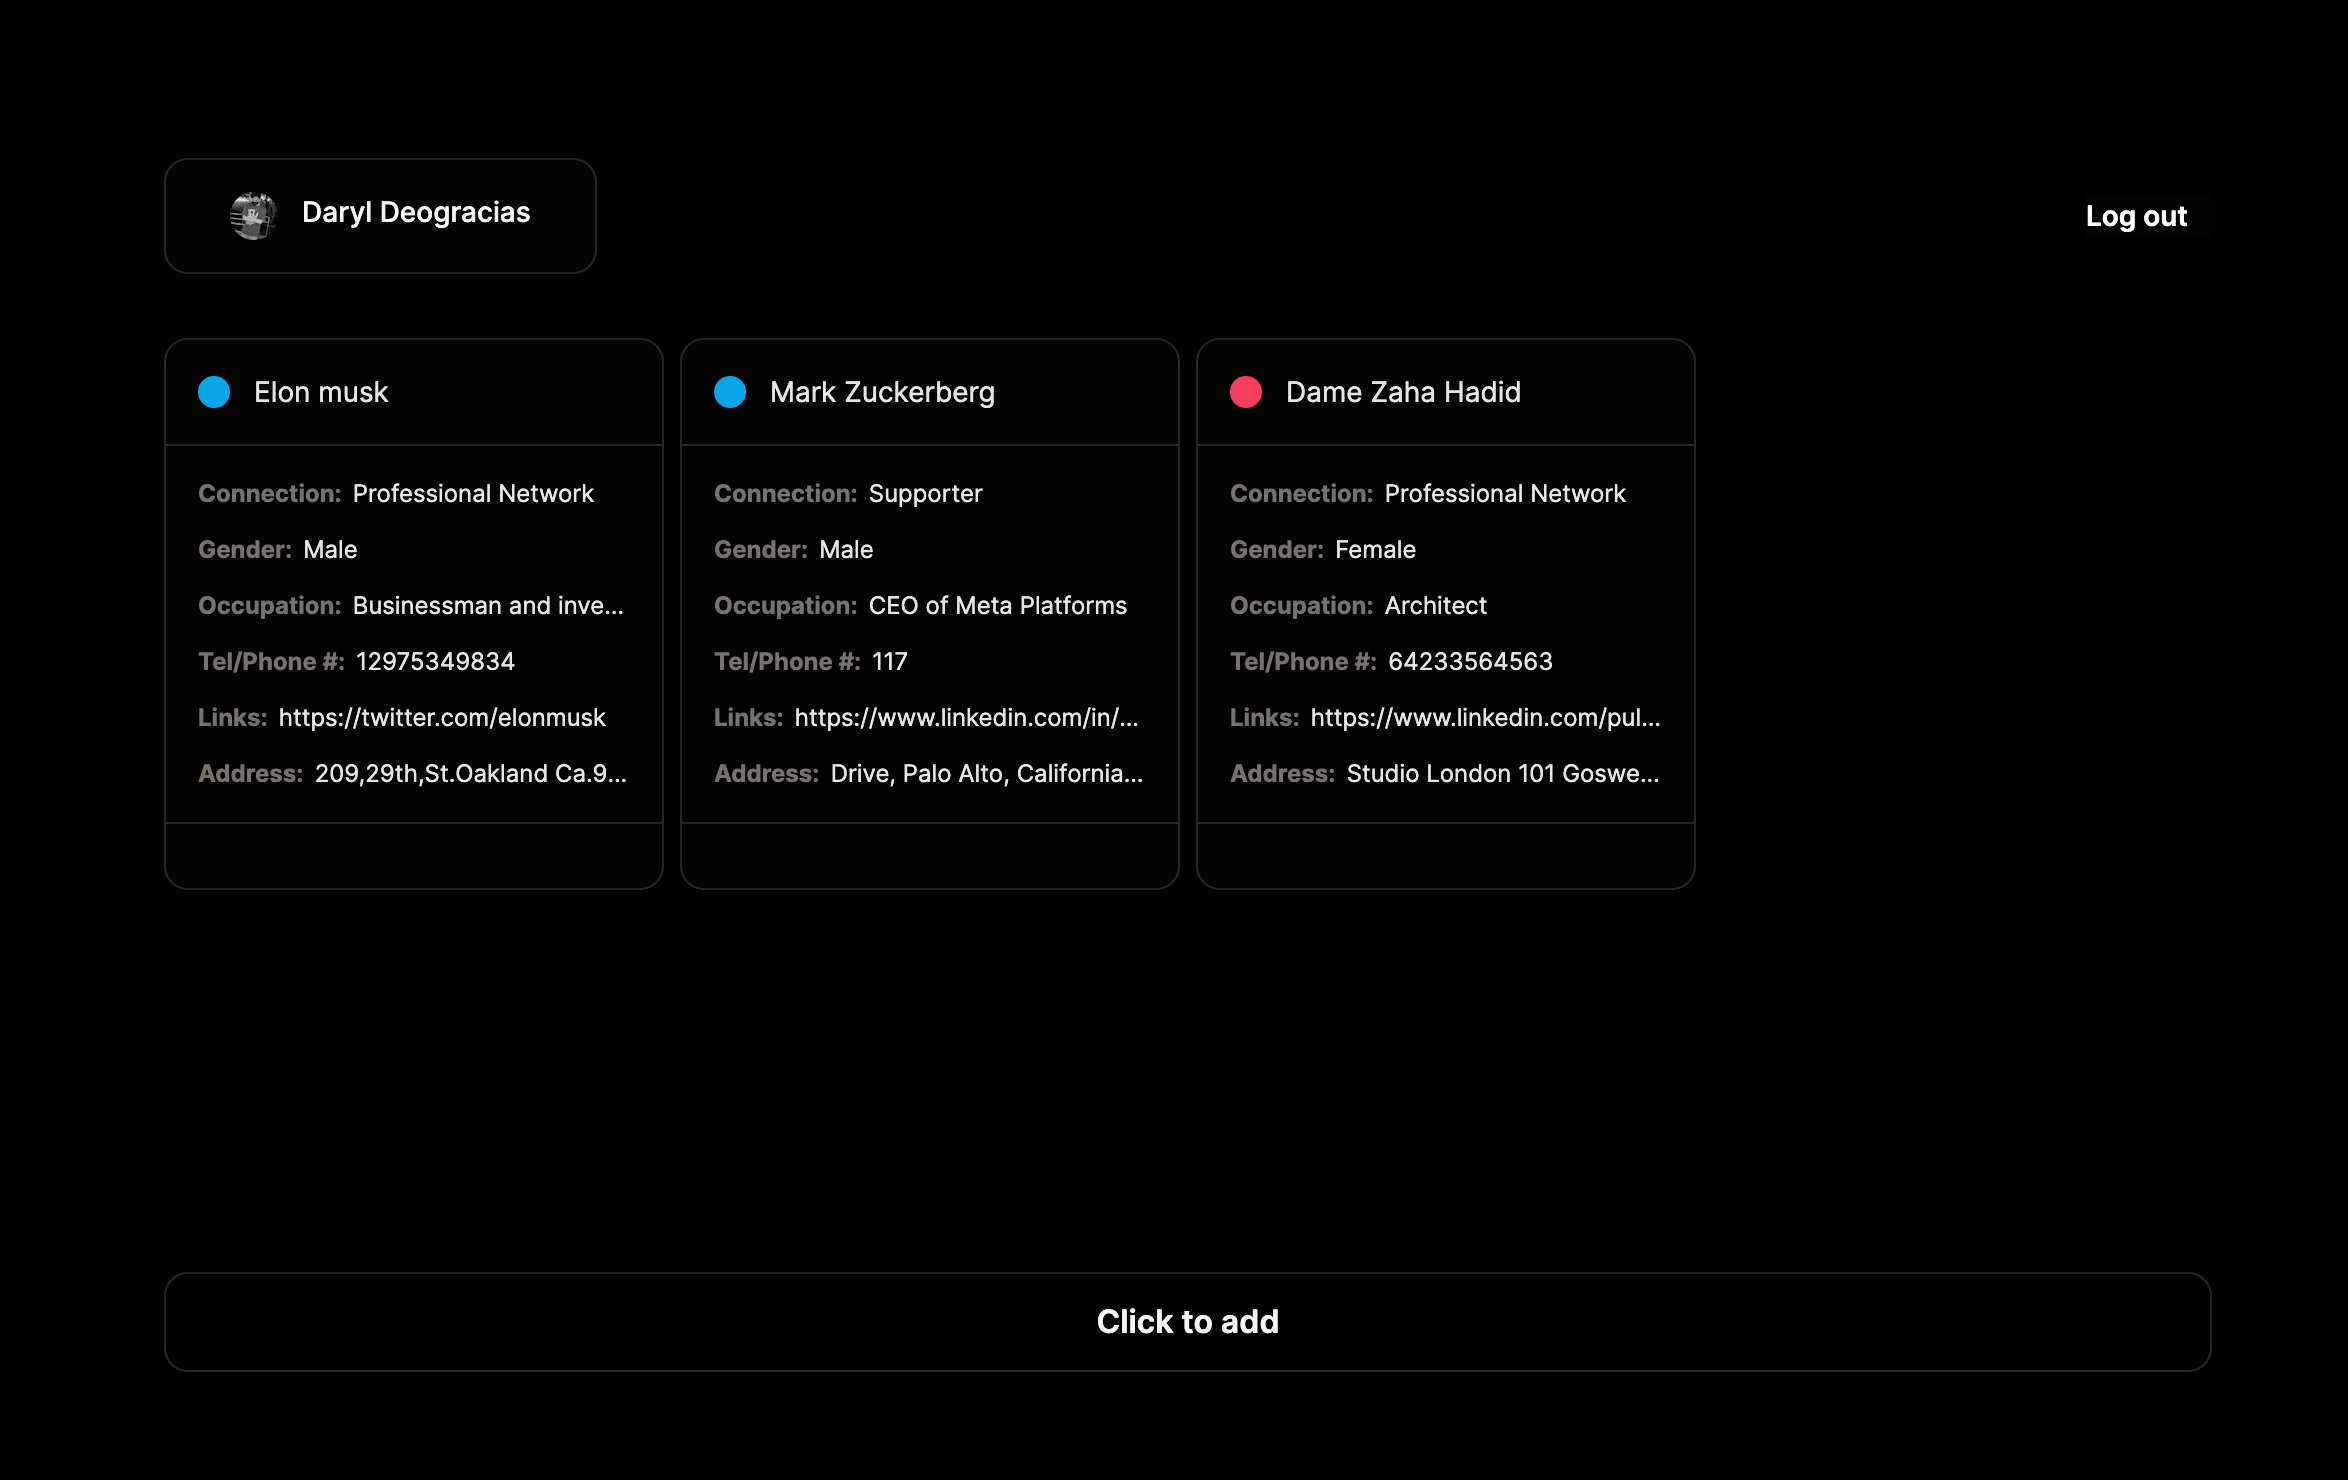 Daryl Deogracias
Log out
Elon musk
Connection: Professional Network
Gender: Male
Occupation: Businessman and inve...
Tel/Phone #: 12975349834
Links: https://twitter.com/elonmusk
Address: 209,29th,St.Oakland Ca.9...
Mark Zuckerberg
Connection: Supporter
Gender: Male
Occupation: CEO of Meta Platforms
Tel/Phone #: 117
Links: https://www.linkedin.com/in/...
Address: Drive, Palo Alto, California...
Dame Zaha Hadid
Connection: Professional Network
Gender: Female
Occupation: Architect
Tel/Phone #: 64233564563
Links: https://www.linkedin.com/pul...
Address: Studio London 101 Goswe...
Click to add